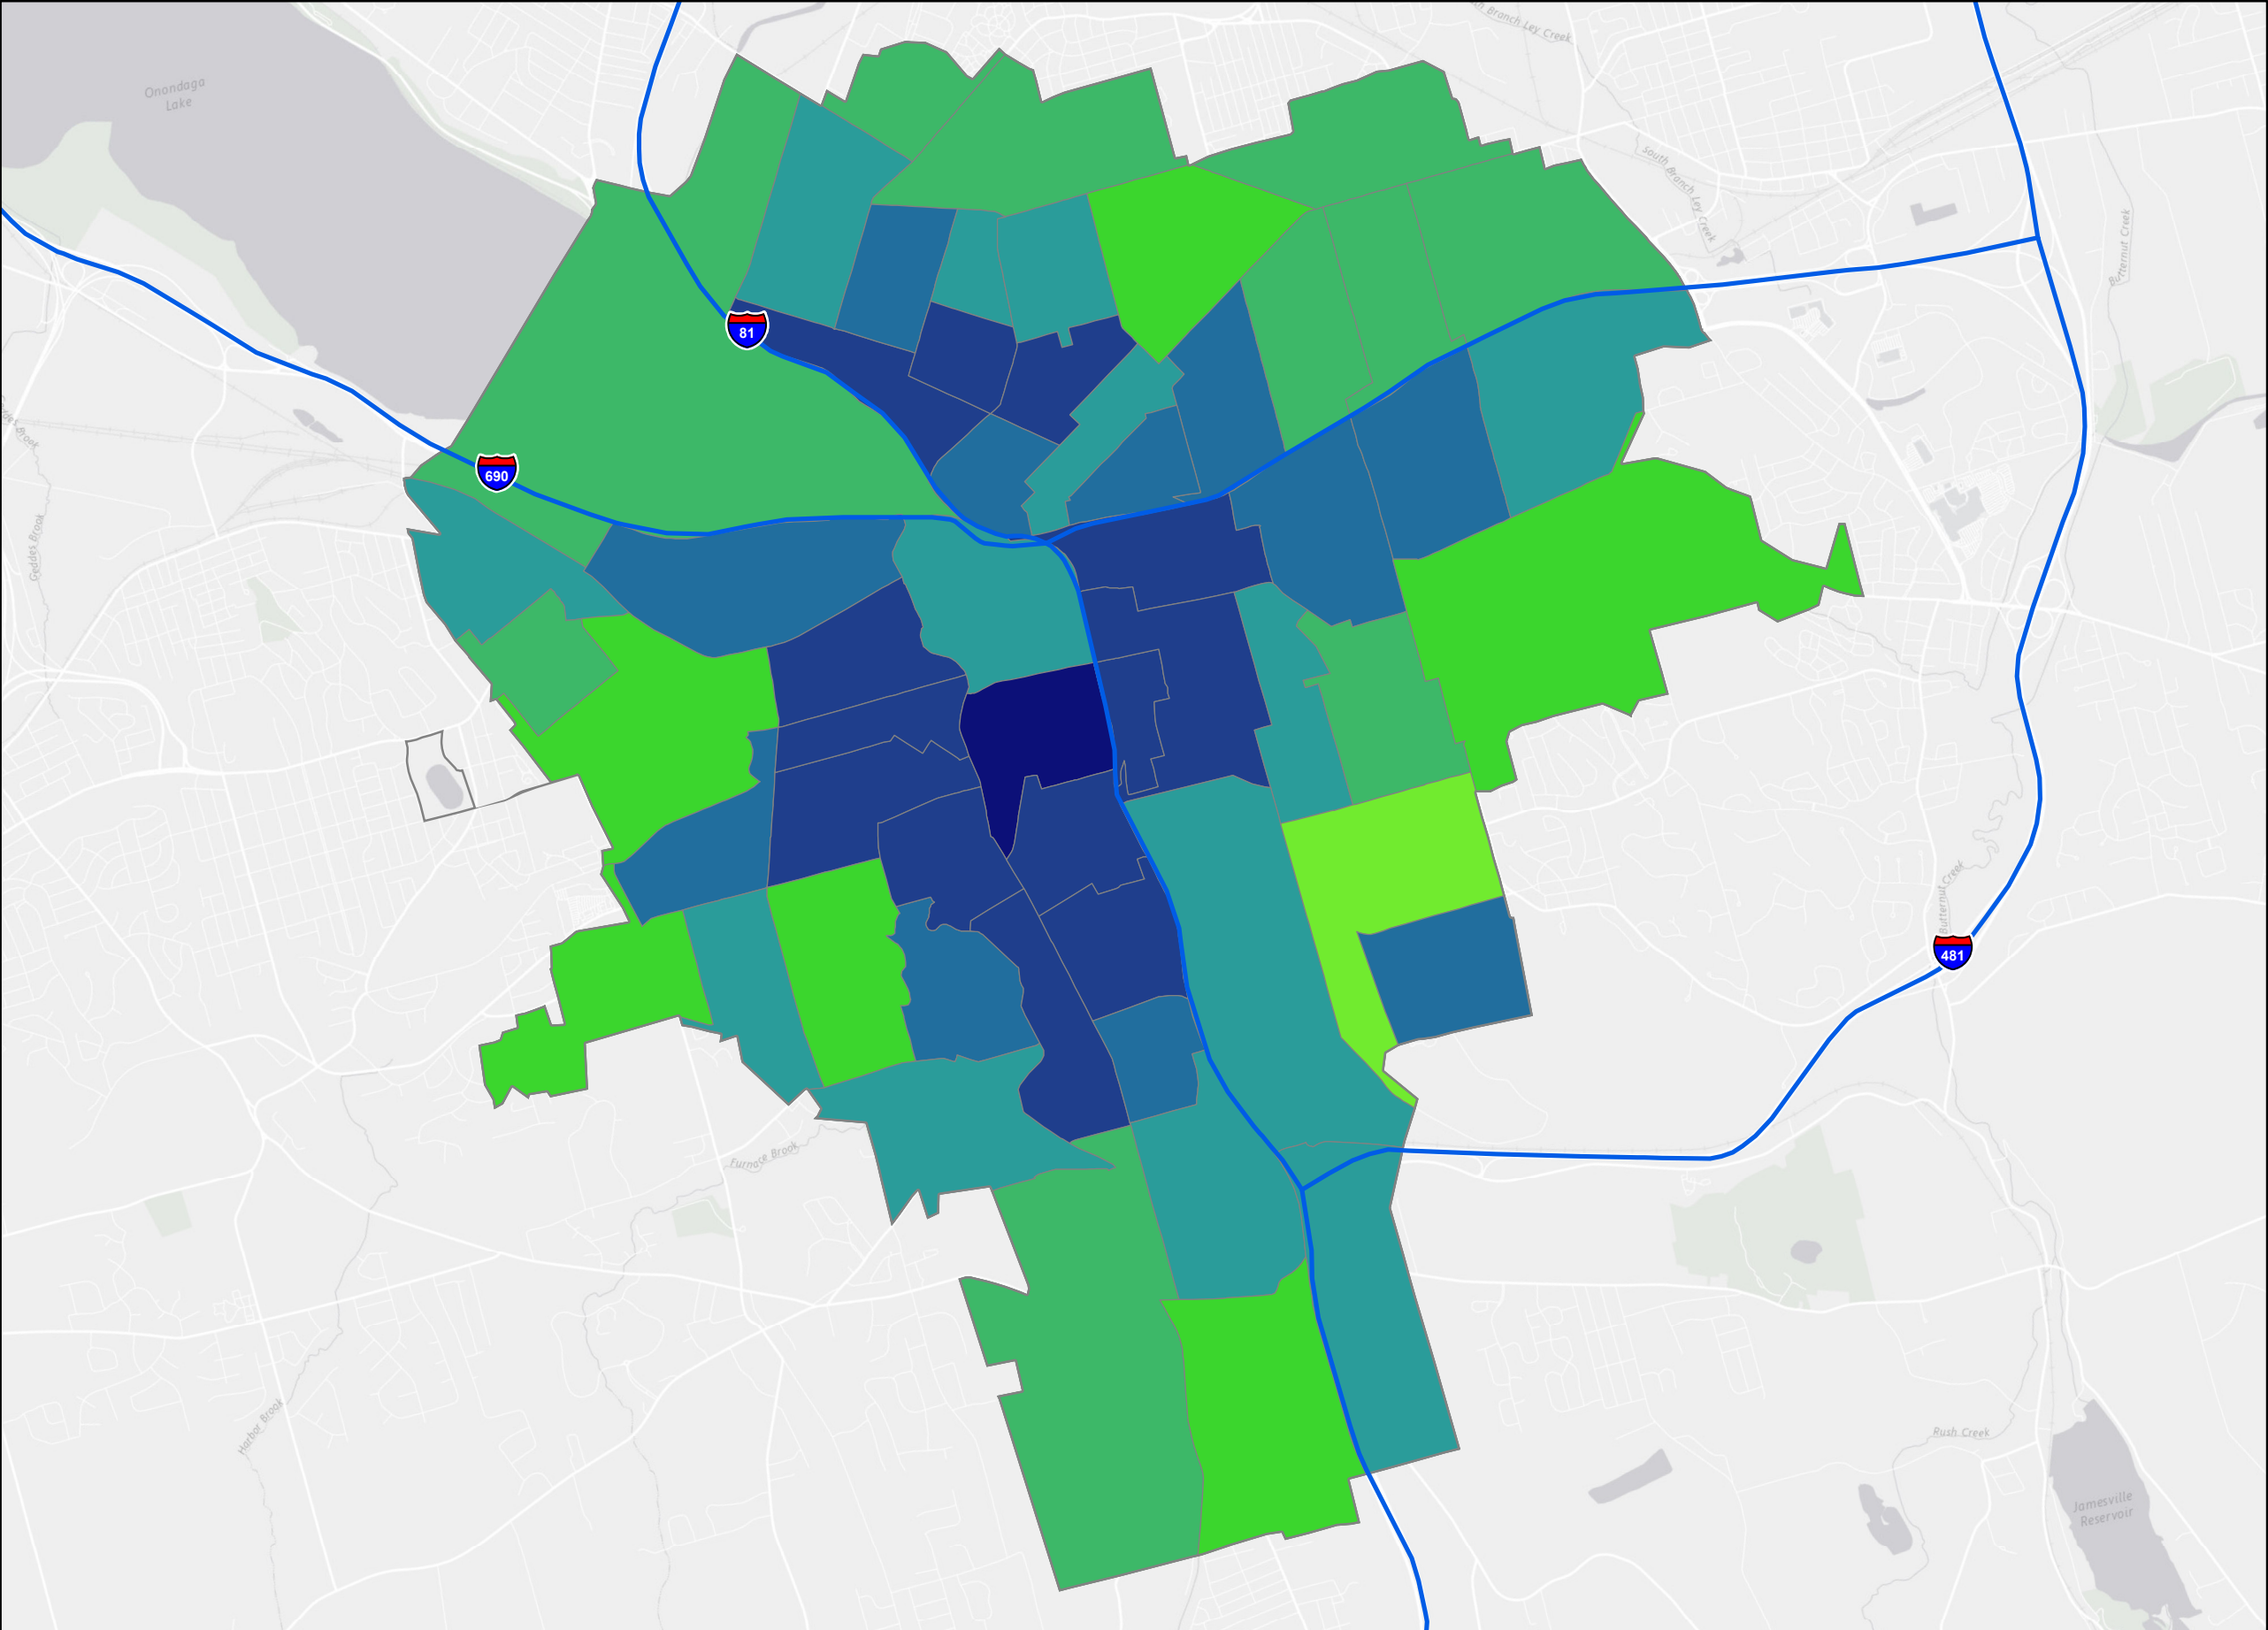 Branch Ley Creek
Onondaga
Lake
South Branch Ley Creek
Butternut Creek
81
690
Geddes Brook
Butternut Creek
481
Furnace Brook
Harbor Brook
Rush Creek
Jamesville
Reservoir